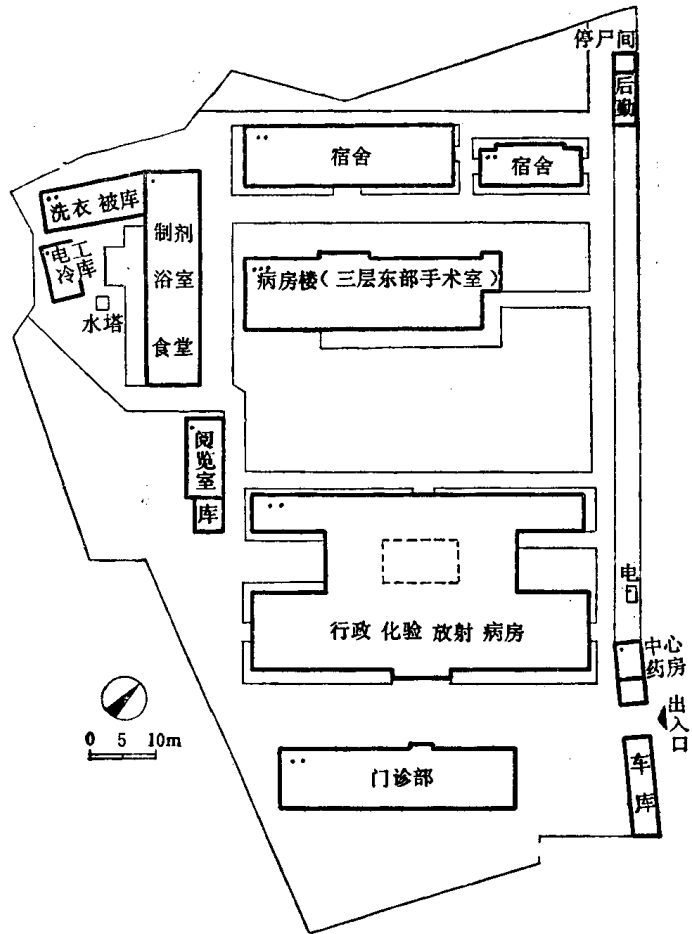 停尸间
后勤
宿舍
宿舍
洗衣 被库
制剂
浴室
食堂
电工
冷库
水塔
病房楼(三层东部手术室)
阅览室
库
电
行政 化验 放射 病房
中心
药房
出入口
0 5 10m
门诊部
车库